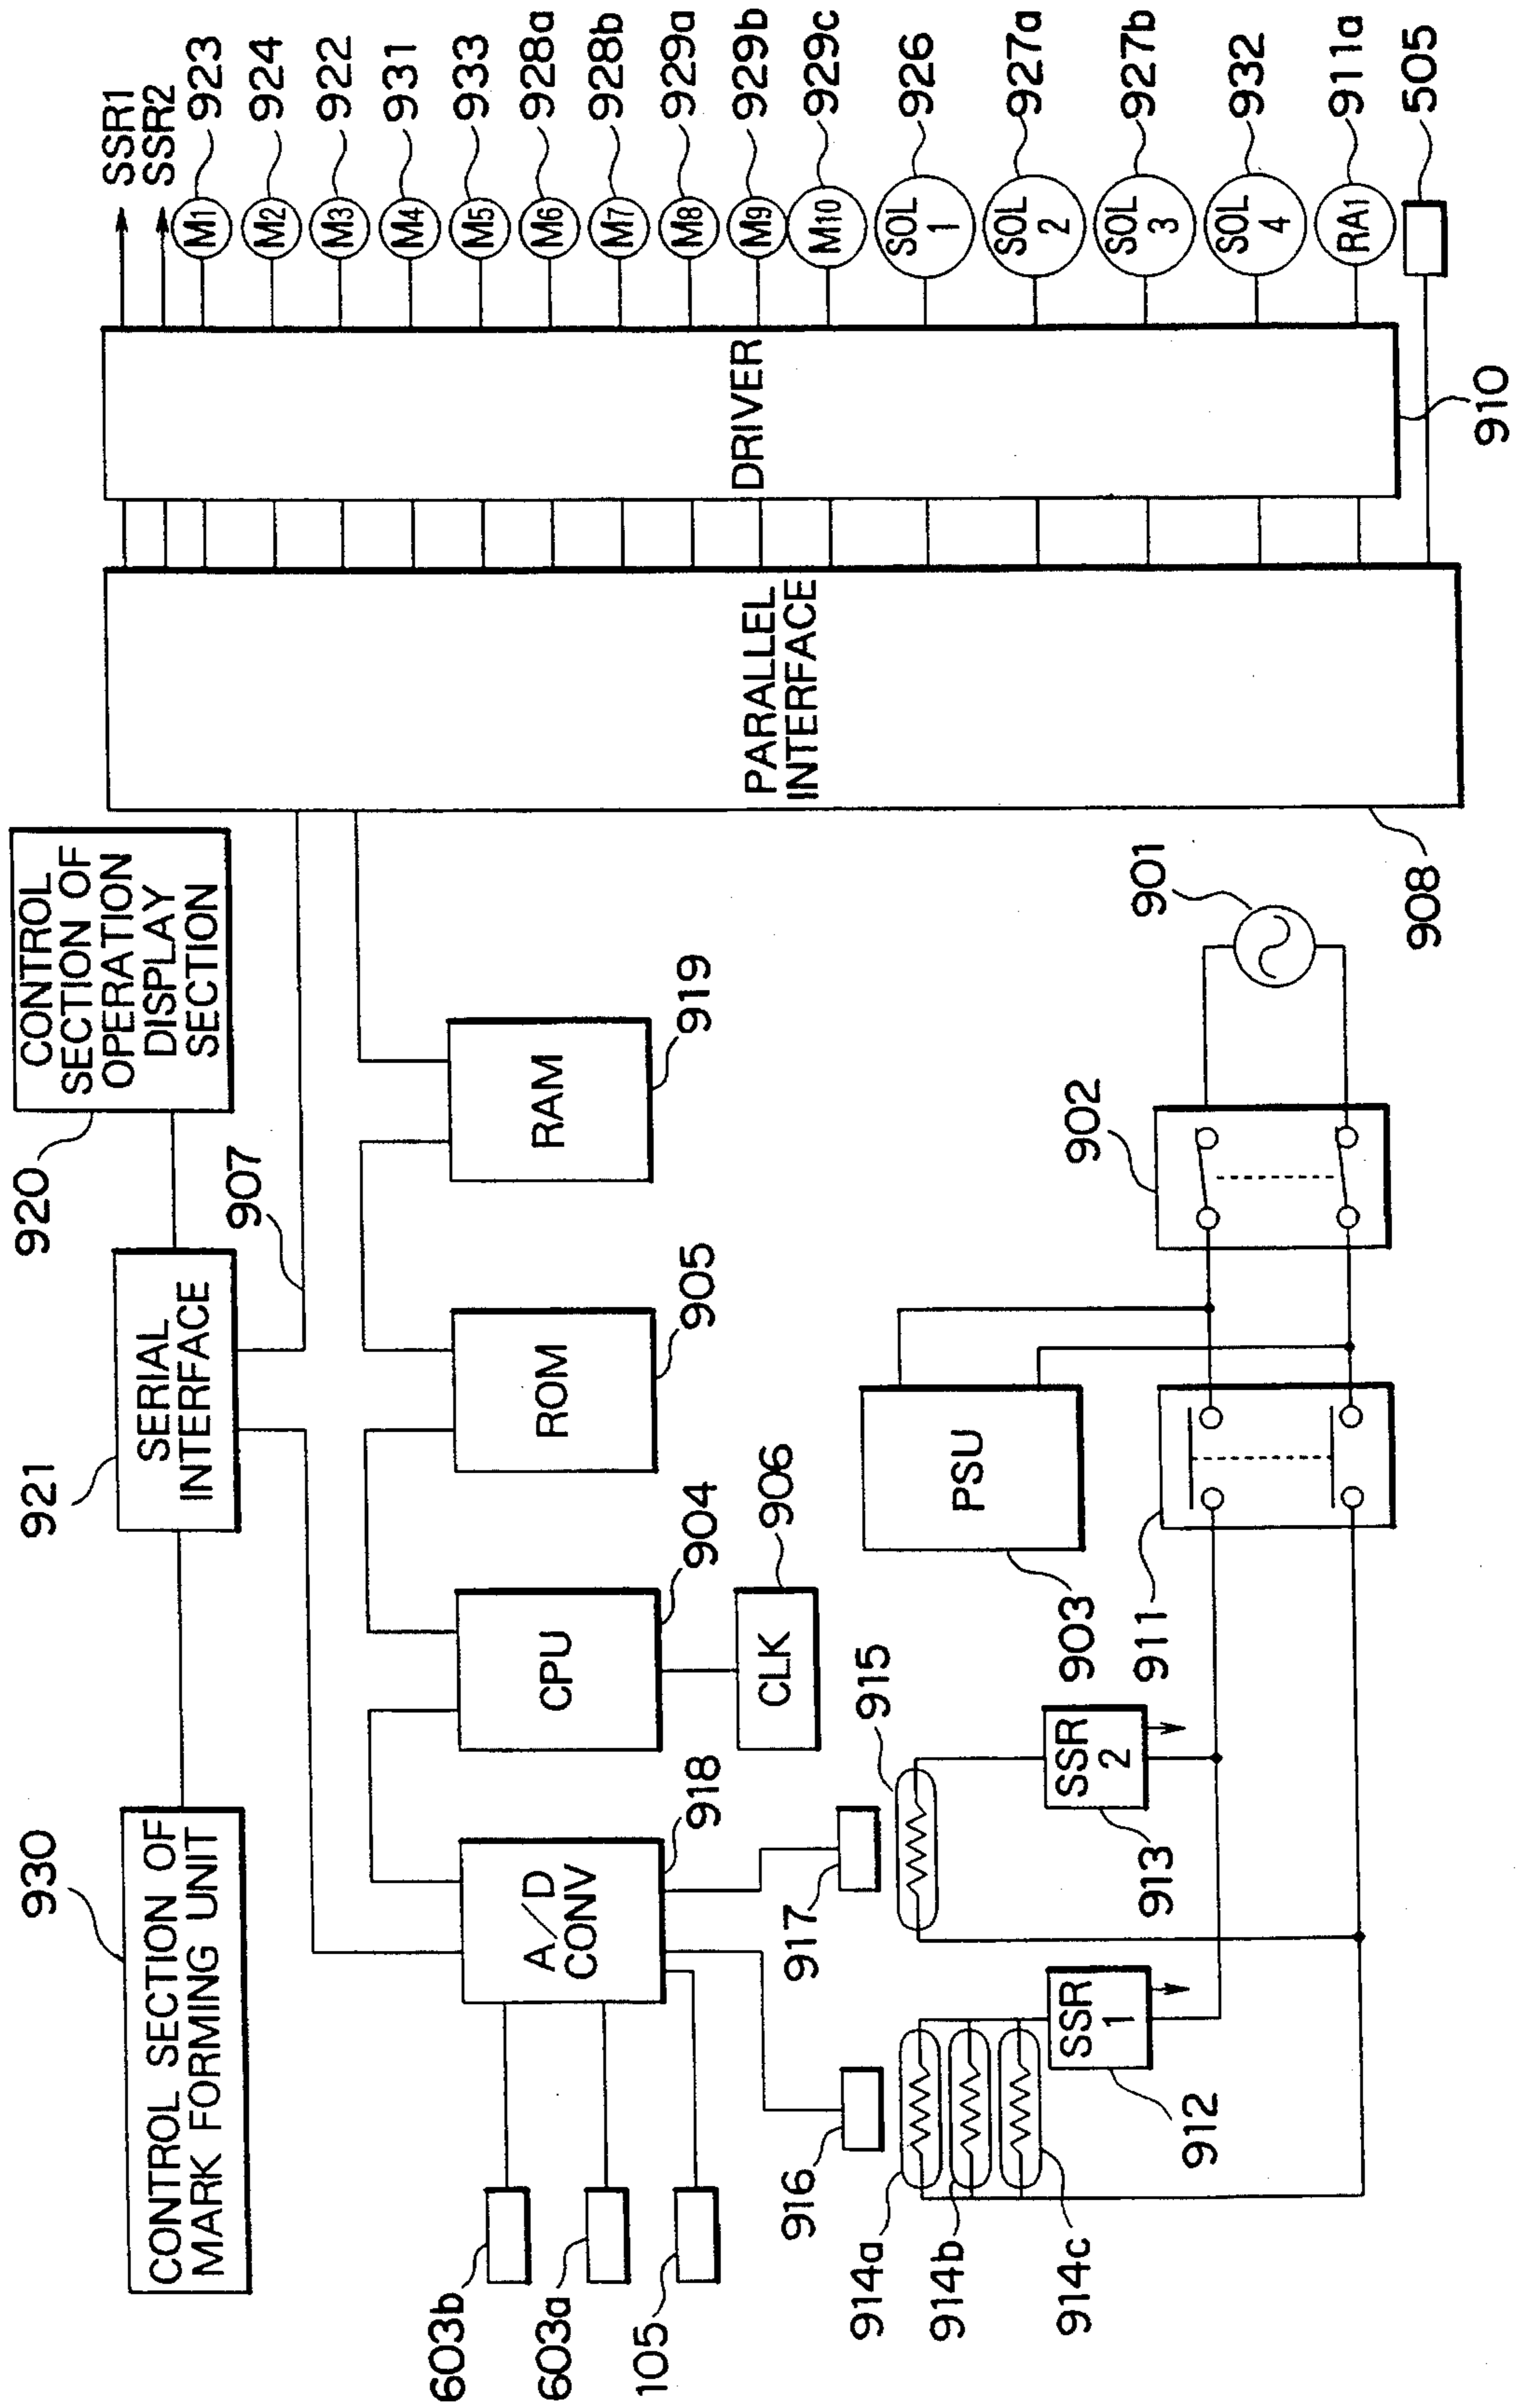 930
CONTROL SECTION OF
MARK FORMING UNIT
921
SERIAL
INTERFACE
920
CONTROL
SECTION OF
OPERATION
DISPLAY
SECTION
907
603b
603a
105
A/D
CONV
918
CPU
904
CLK
906
ROM
905
RAM
919
916
917
914a
914b
914c
915
SSR
1
912
SSR
2
913
PSU
903
911
902
901
PARALLEL
INTERFACE
908
DRIVER
910
SSR1
SSR2
M1 923
M2 924
M3 922
M4 931
M5 933
M6 928a
M7 928b
M8 929a
M9 929b
M10 929c
SOL
1
926
SOL
2
927a
SOL
3
927b
SOL
4
932
RA1 911a
505